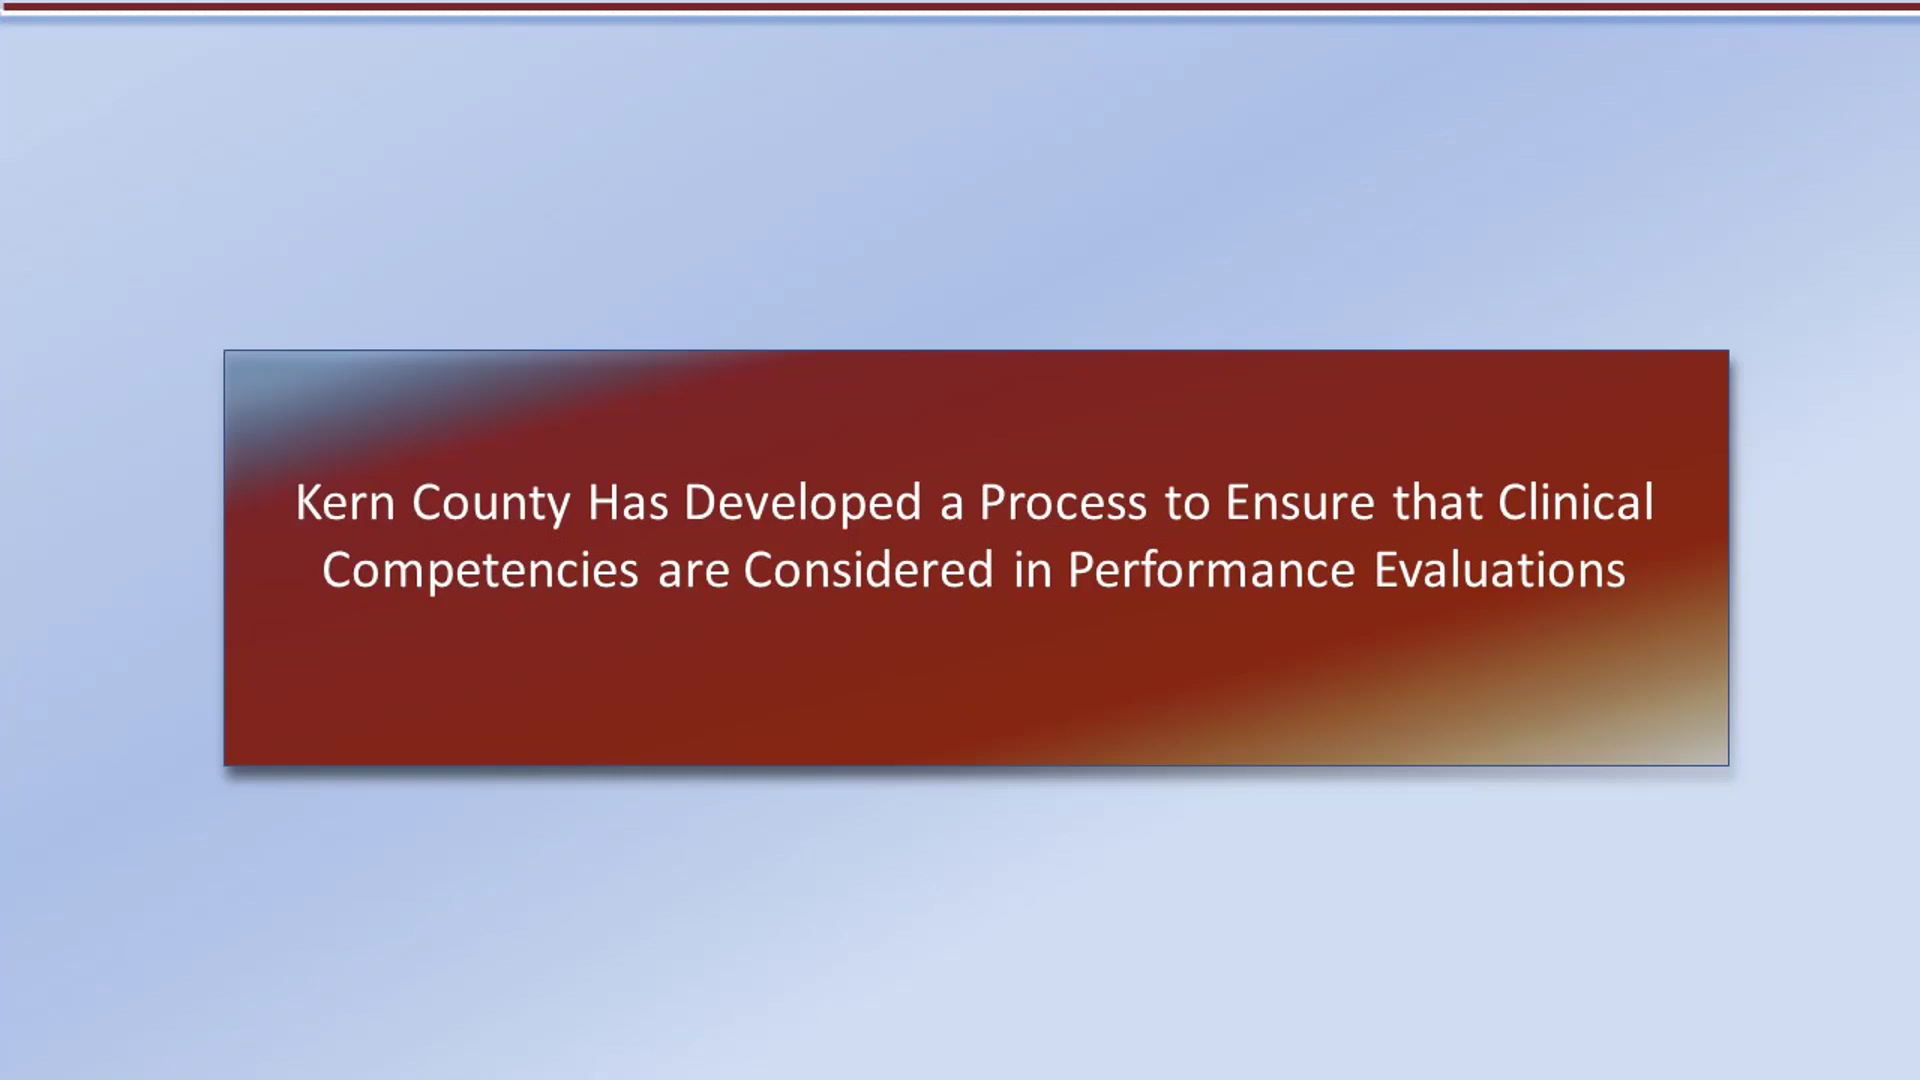 Kern County Has Developed a Process to Ensure that Clinical
Competencies are Considered in Performance Evaluations